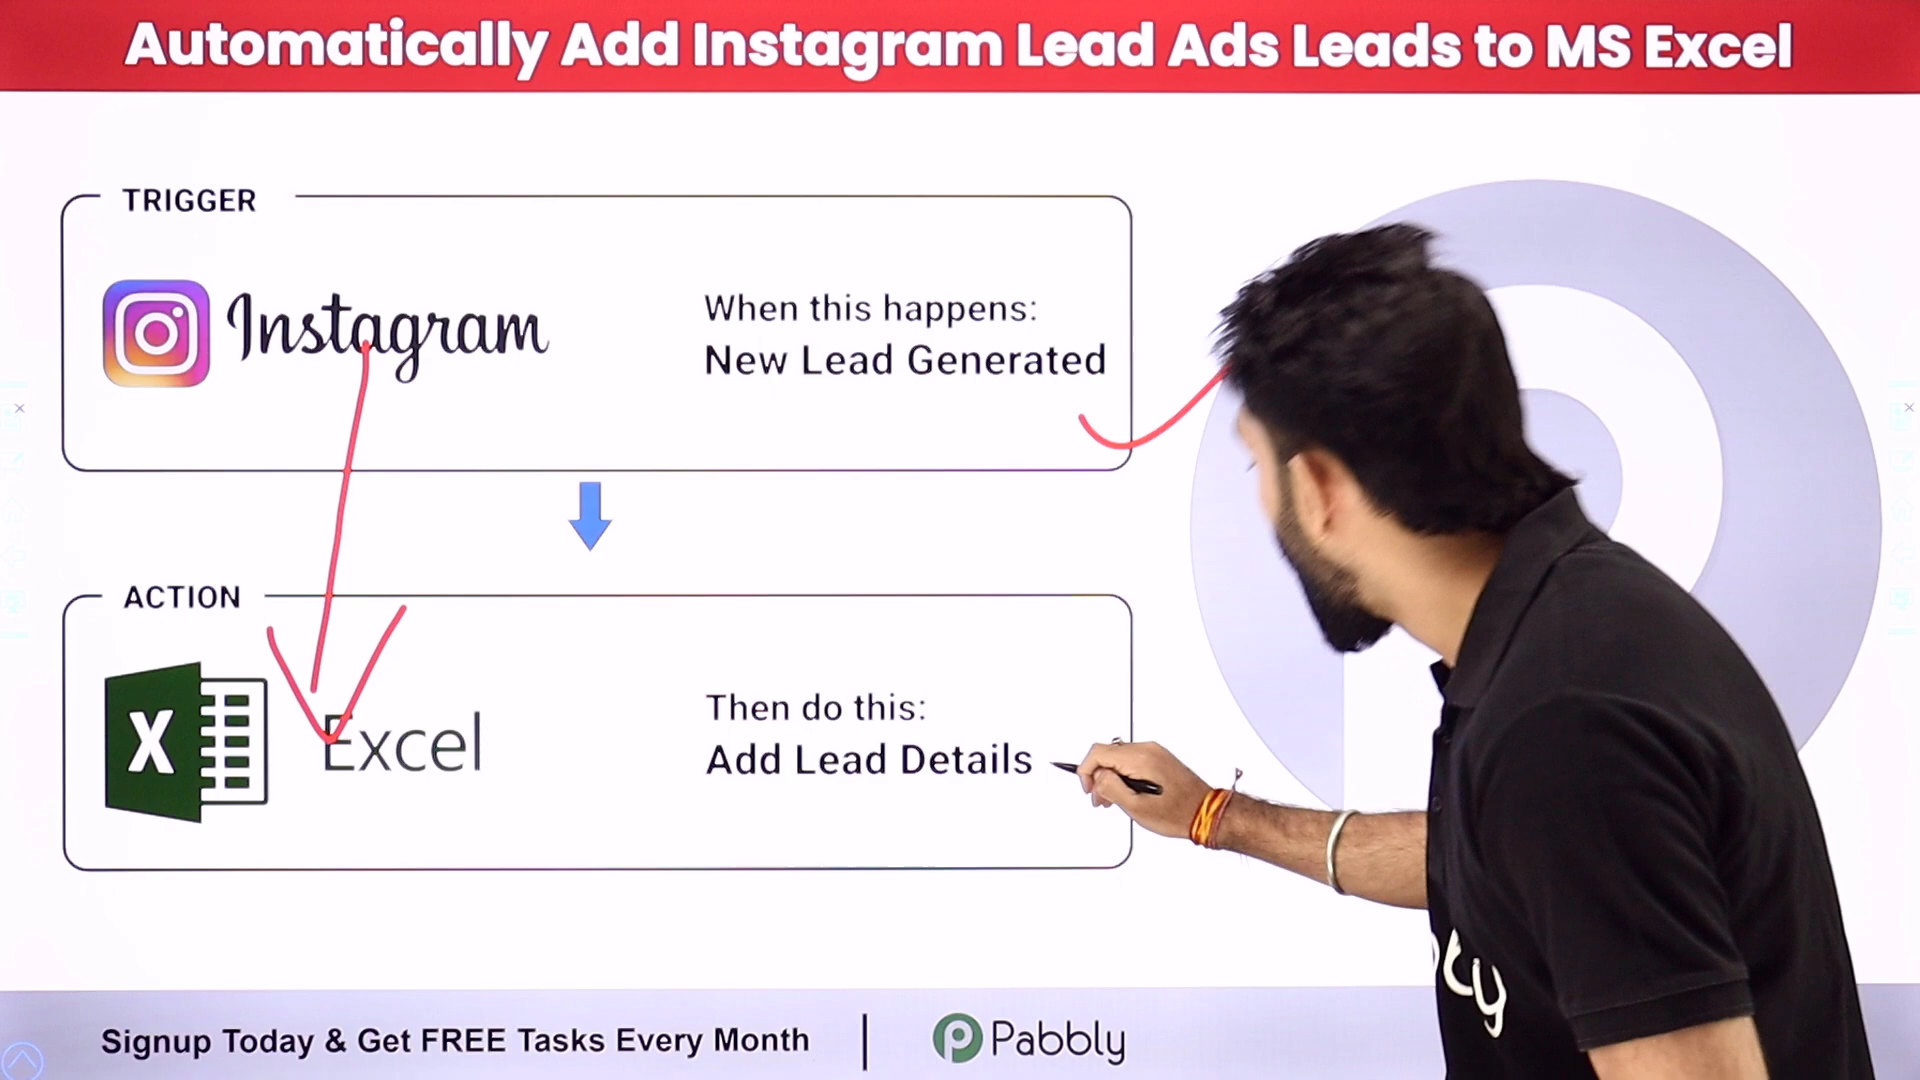 Automatically Add Instagram Lead Ads Leads to MS Excel
TRIGGER
Instagram
When this happens:
New Lead Generated
ACTION
X
Excel
Then do this:
Add Lead Details
Signup Today & Get FREE Tasks Every Month
Pabbly